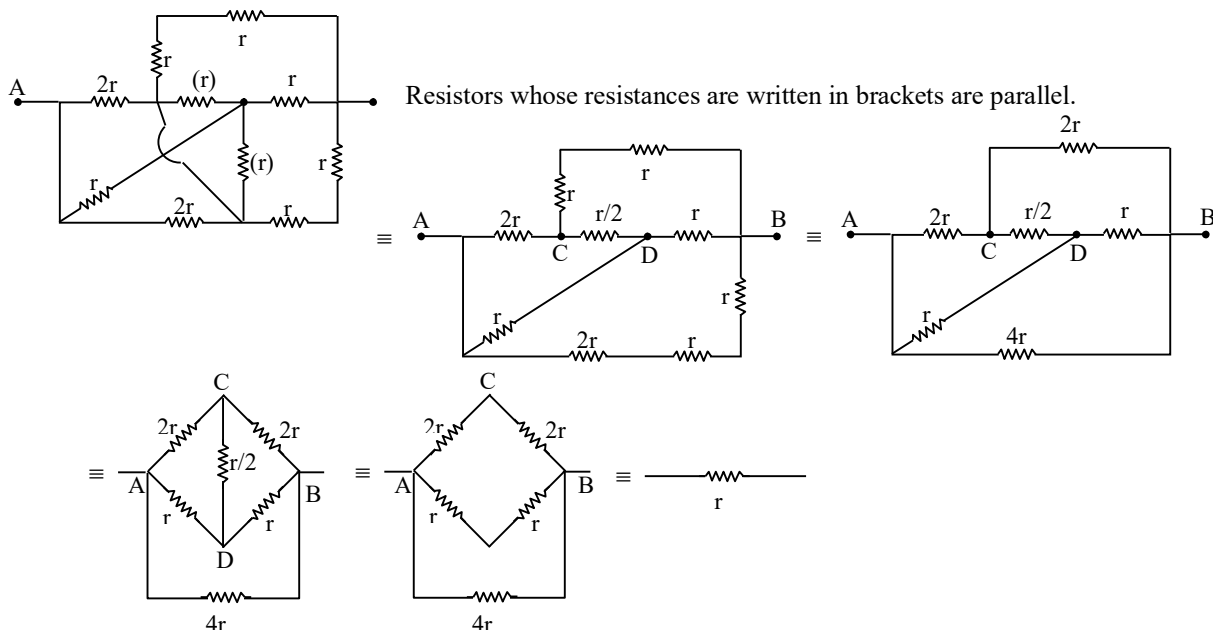 r
r
A 2r (r) r
Resistors whose resistances are written in brackets are parallel.
r (r) r
2r r
≡
r
r
A 2r r/2 r B
C D
r
r
2r r
≡
2r
A 2r r/2 r B
C D
r
4r
≡
C
2r 2r
r/2
A B
r r
D
4r
≡
C
2r 2r
A B
r r
4r
≡
r